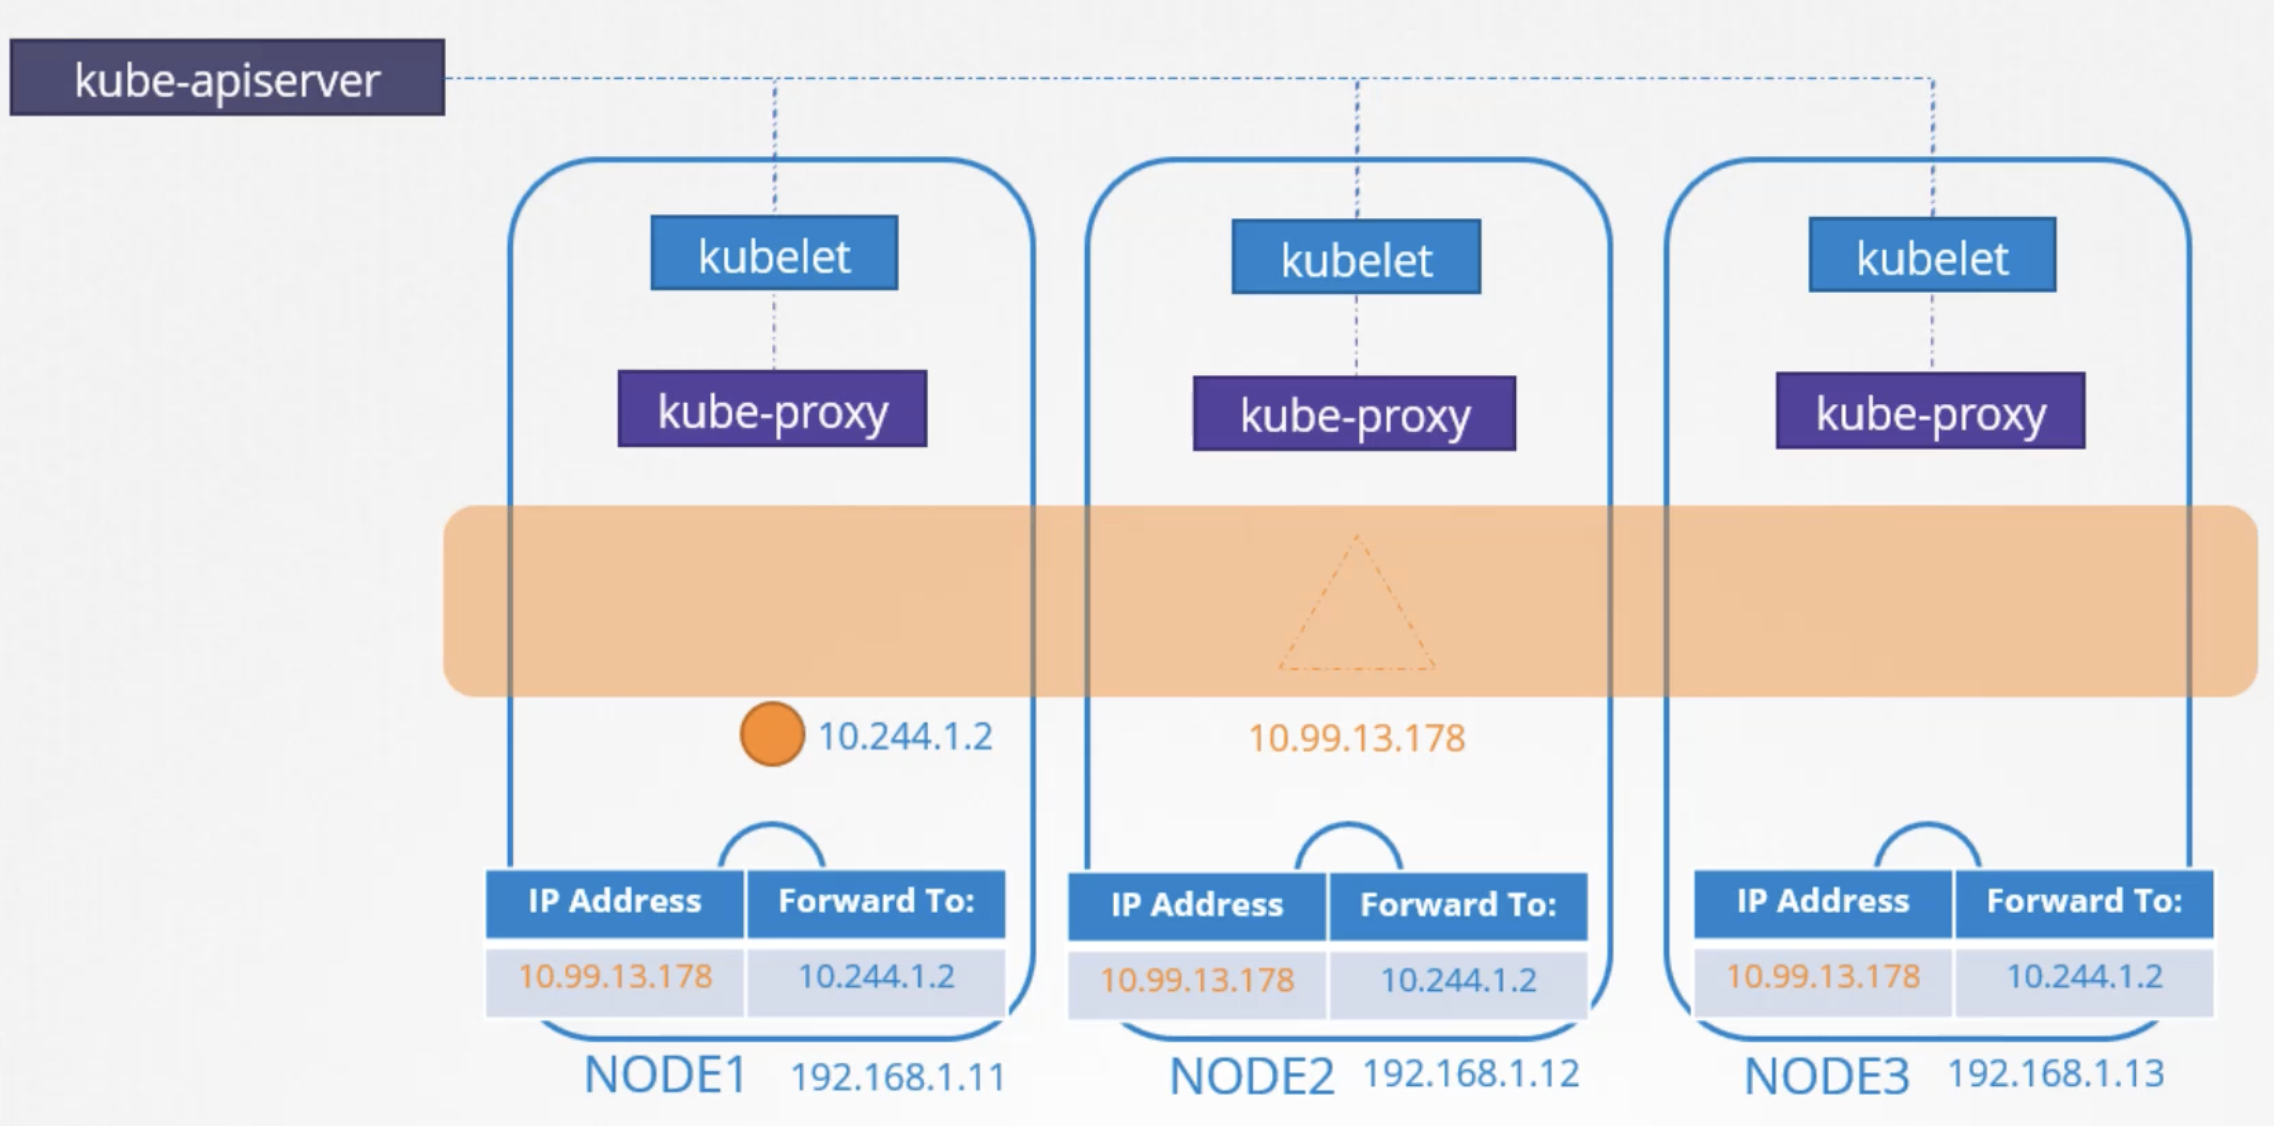 kube-apiserver
kubelet
kubelet
kubelet
kube-proxy
kube-proxy
kube-proxy
10.244.1.2
10.99.13.178
IP Address Forward To:
10.99.13.178 10.244.1.2
IP Address Forward To:
10.99.13.178 10.244.1.2
IP Address Forward To:
10.99.13.178 10.244.1.2
NODE1 192.168.1.11
NODE2 192.168.1.12
NODE3 192.168.1.13